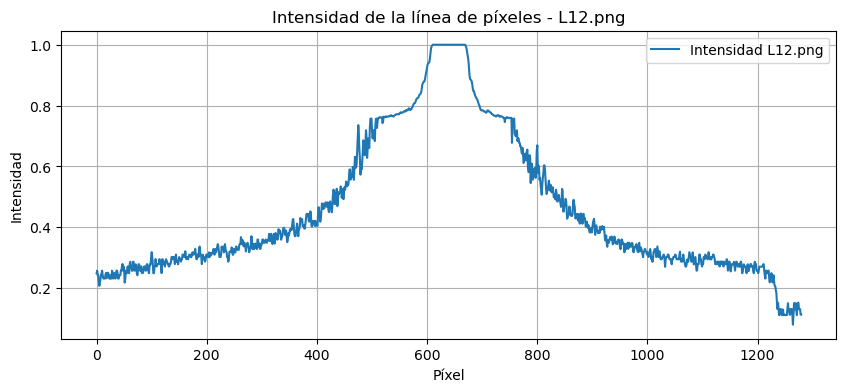 Intensidad de la línea de píxeles - L12.png
Intensidad L12.png
Intensidad
1.0
0.8
0.6
0.4
0.2
0 200 400 600 800 1000 1200
Píxel